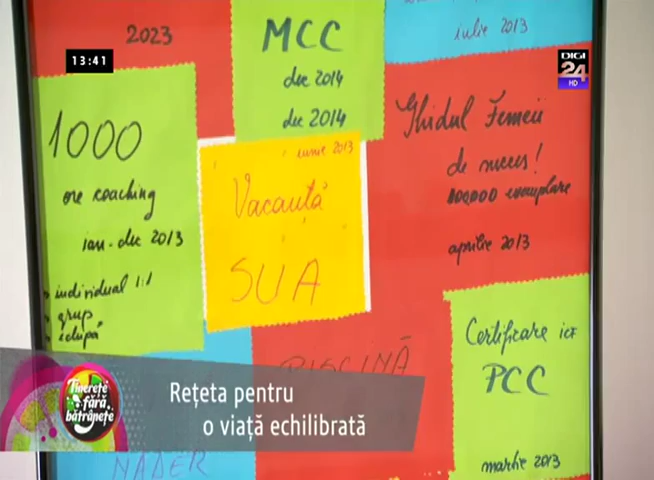 2023
MCC
dec 2014
dec 2014
iulie 2013
13:41
DIGI
24
HD
1000
ore coaching
ian-dec 2013
individual 1:1
grup
echipă
iunie 2013
Vacanță
SUA
Ghidul Femeii
de succes!
100000 exemplare
aprilie 2013
Certificare ICF
PCC
martie 2013
PISCINĂ
NADER
Tinerețe
fără
bătrânețe
Rețeta pentru
o viață echilibrată